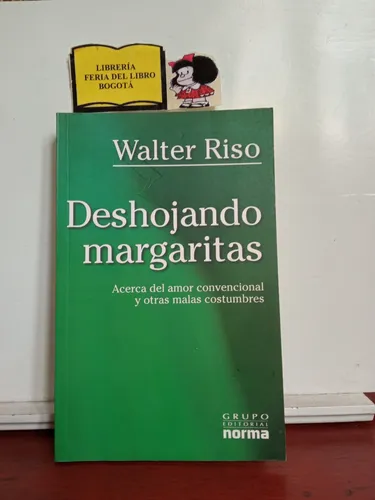 LIBRERÍA
FERIA DEL LIBRO
BOGOTÁ
Walter Riso
Deshojando
margaritas
Acerca del amor convencional
y otras malas costumbres
GRUPO
EDITORIAL
norma